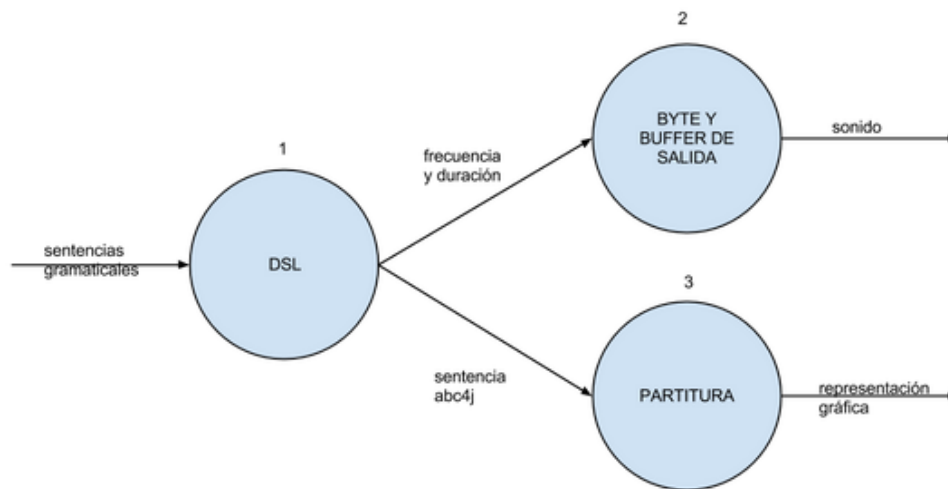 1
sentencias
gramaticales
DSL
frecuencia
y duración
sentencia
abc4j
2
BYTE Y
BUFFER DE
SALIDA
sonido
3
PARTITURA
representación
gráfica